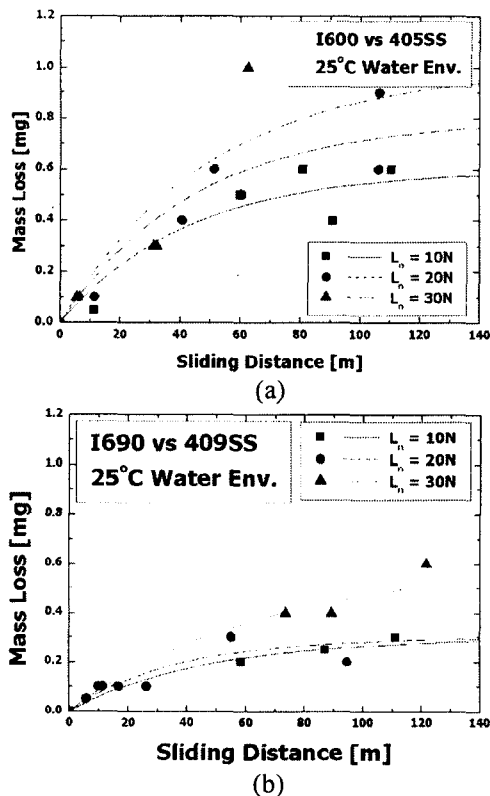 1.2
1.0
0.8
0.6
0.4
0.2
0.0
Mass Loss [mg]
I600 vs 405SS
25°C Water Env.
Lₙ = 10N
Lₙ = 20N
Lₙ = 30N
0 20 40 60 80 100 120 140
Sliding Distance [m]
(a)
1.2
1.0
0.8
0.6
0.4
0.2
0.0
Mass Loss [mg]
I690 vs 409SS
25°C Water Env.
Lₙ = 10N
Lₙ = 20N
Lₙ = 30N
0 20 40 60 80 100 120 140
Sliding Distance [m]
(b)